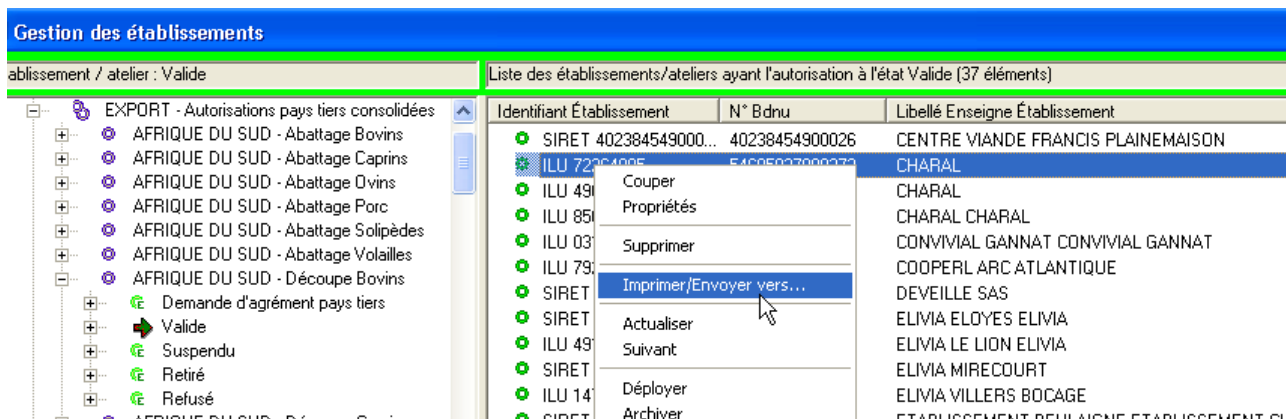 Gestion des établissements
ablissement / atelier : Valide
Liste des établissements/ateliers ayant l'autorisation à l'état Valide (37 éléments)
EXPORT - Autorisations pays tiers consolidées
AFRIQUE DU SUD - Abattage Bovins
AFRIQUE DU SUD - Abattage Caprins
AFRIQUE DU SUD - Abattage Ovins
AFRIQUE DU SUD - Abattage Porc
AFRIQUE DU SUD - Abattage Solipèdes
AFRIQUE DU SUD - Abattage Volailles
AFRIQUE DU SUD - Découpe Bovins
Demande d'agrément pays tiers
Valide
Suspendu
Retiré
Refusé
Identifiant Établissement N° Bdnu Libellé Enseigne Établissement
SIRET 402384549000... 40238454900026 CENTRE VIANDE FRANCIS PLAINEMAISON
ILU CHARAL
ILU CHARAL
ILU CHARAL CHARAL
ILU CONVIVIAL GANNAT CONVIVIAL GANNAT
ILU COOPERL ARC ATLANTIQUE
SIRET DEVEILLE SAS
SIRET ELIVIA ELOYES ELIVIA
ILU ELIVIA LE LION ELIVIA
SIRET ELIVIA MIRECOURT
ILU ELIVIA VILLERS BOCAGE
Couper
Propriétés
Supprimer
Imprimer/Envoyer vers...
Actualiser
Suivant
Déployer
Archiver